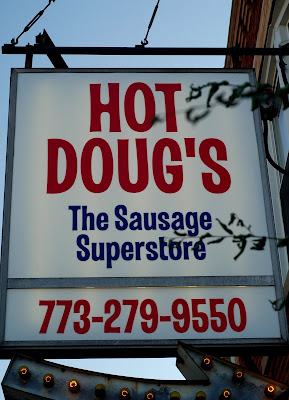 HOT
DOUG'S
The Sausage
Superstore
773-279-9550